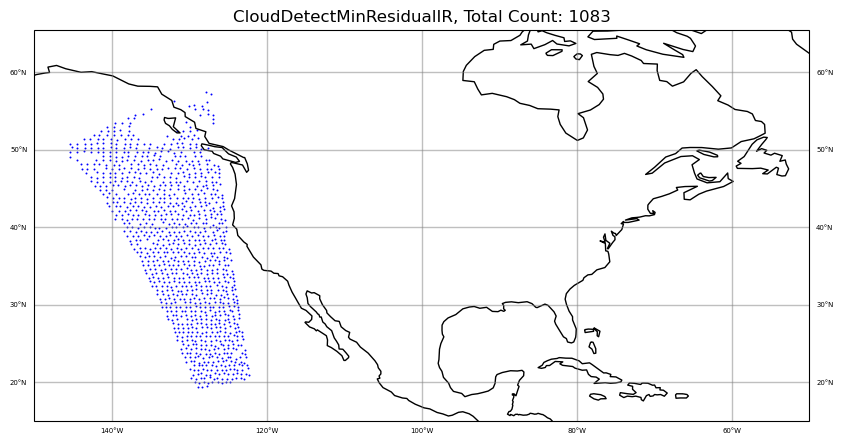 CloudDetectMinResidualIR, Total Count: 1083
60°N 60°N
50°N 50°N
40°N 40°N
30°N 30°N
20°N 20°N
140°W 120°W 100°W 80°W 60°W